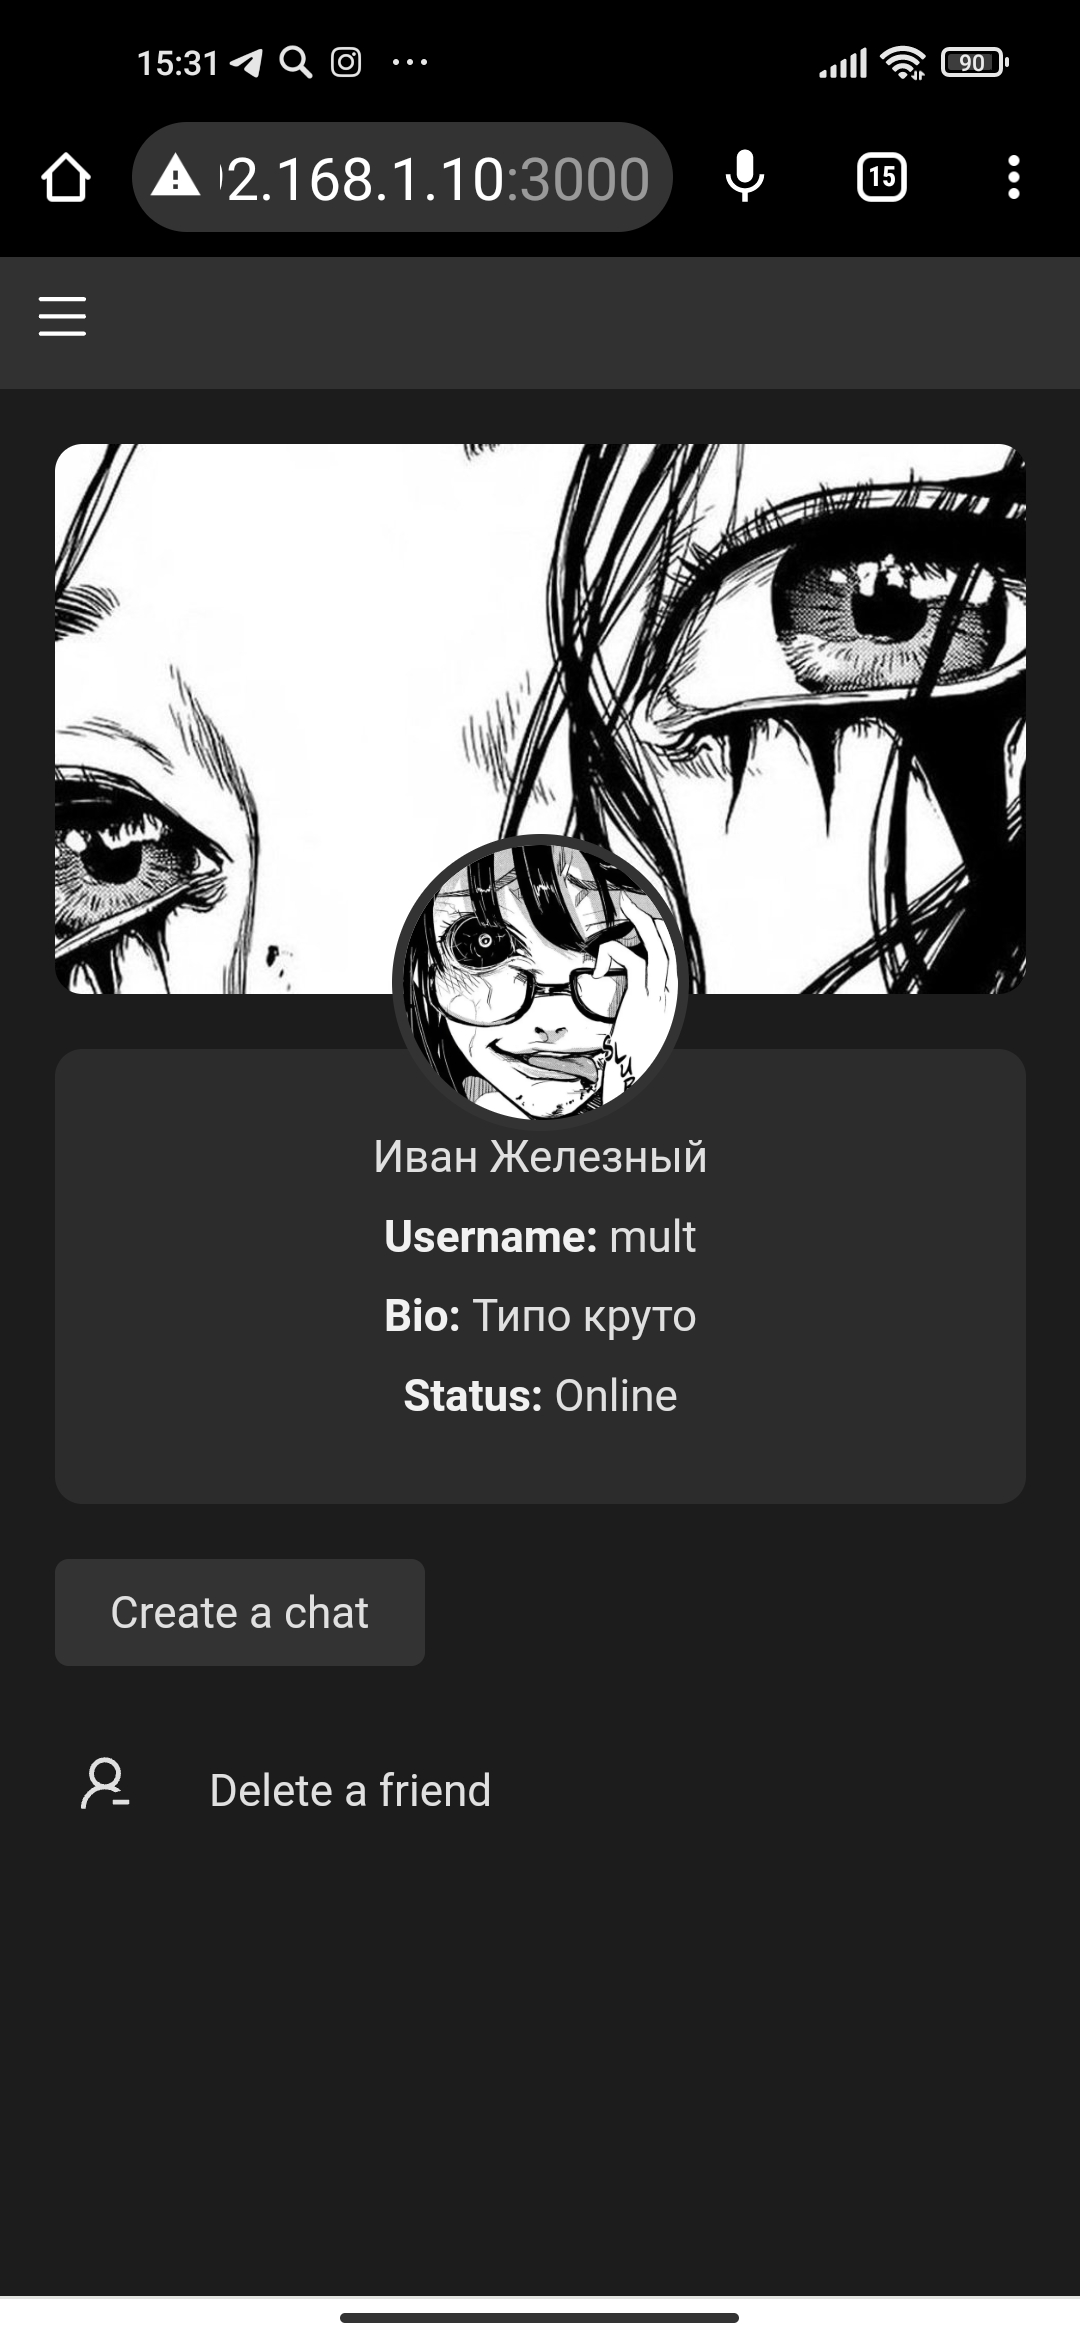 15:31
90
2.168.1.10:3000
15
SLUR
Иван Железный
Username: mult
Bio: Типо круто
Status: Online
Create a chat
Delete a friend